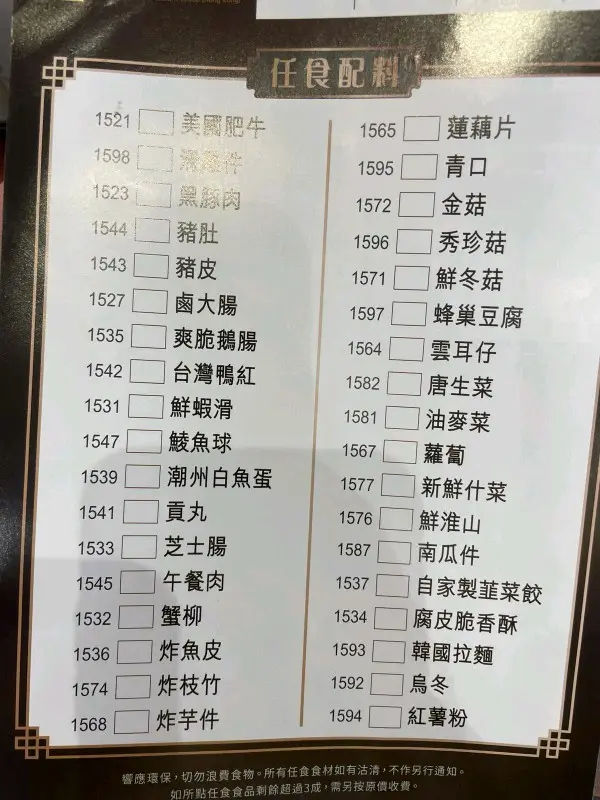 任食配料
1521 美國肥牛
1598 滑雞件
1523 黑豚肉
1544 豬肚
1543 豬皮
1527 鹵大腸
1535 爽脆鵝腸
1542 台灣鴨紅
1531 鮮蝦滑
1547 鯪魚球
1539 潮州白魚蛋
1541 貢丸
1533 芝士腸
1545 午餐肉
1532 蟹柳
1536 炸魚皮
1574 炸枝竹
1568 炸芋件
1565 蓮藕片
1595 青口
1572 金菇
1596 秀珍菇
1571 鮮冬菇
1597 蜂巢豆腐
1564 雲耳仔
1582 唐生菜
1581 油麥菜
1567 蘿蔔
1577 新鮮什菜
1576 鮮淮山
1587 南瓜件
1537 自家製韮菜餃
1534 腐皮脆香酥
1593 韓國拉麵
1592 烏冬
1594 紅薯粉
響應環保，切勿浪費食物。所有任食食材如有沽清，不作另行通知。
如所點任食食品剩餘超過3成，需另按原價收費。